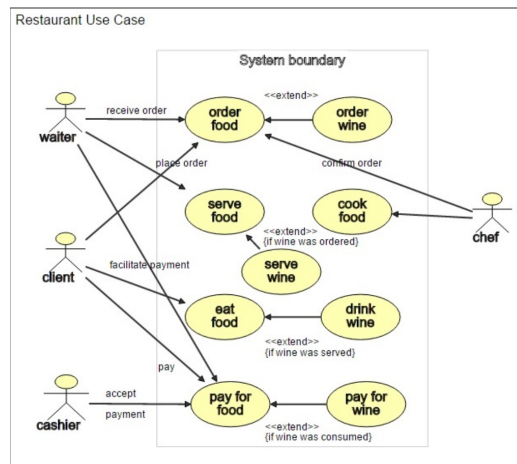 Restaurant Use Case
System boundary
<<extend>>
receive order
order
food
order
wine
waiter
place order
confirm order
serve
food
cook
food
chef
<<extend>>
{if wine was ordered}
facilitate payment
serve
wine
client
eat
food
drink
wine
<<extend>>
{if wine was served}
pay
accept
payment
pay for
food
pay for
wine
cashier
<<extend>>
{if wine was consumed}